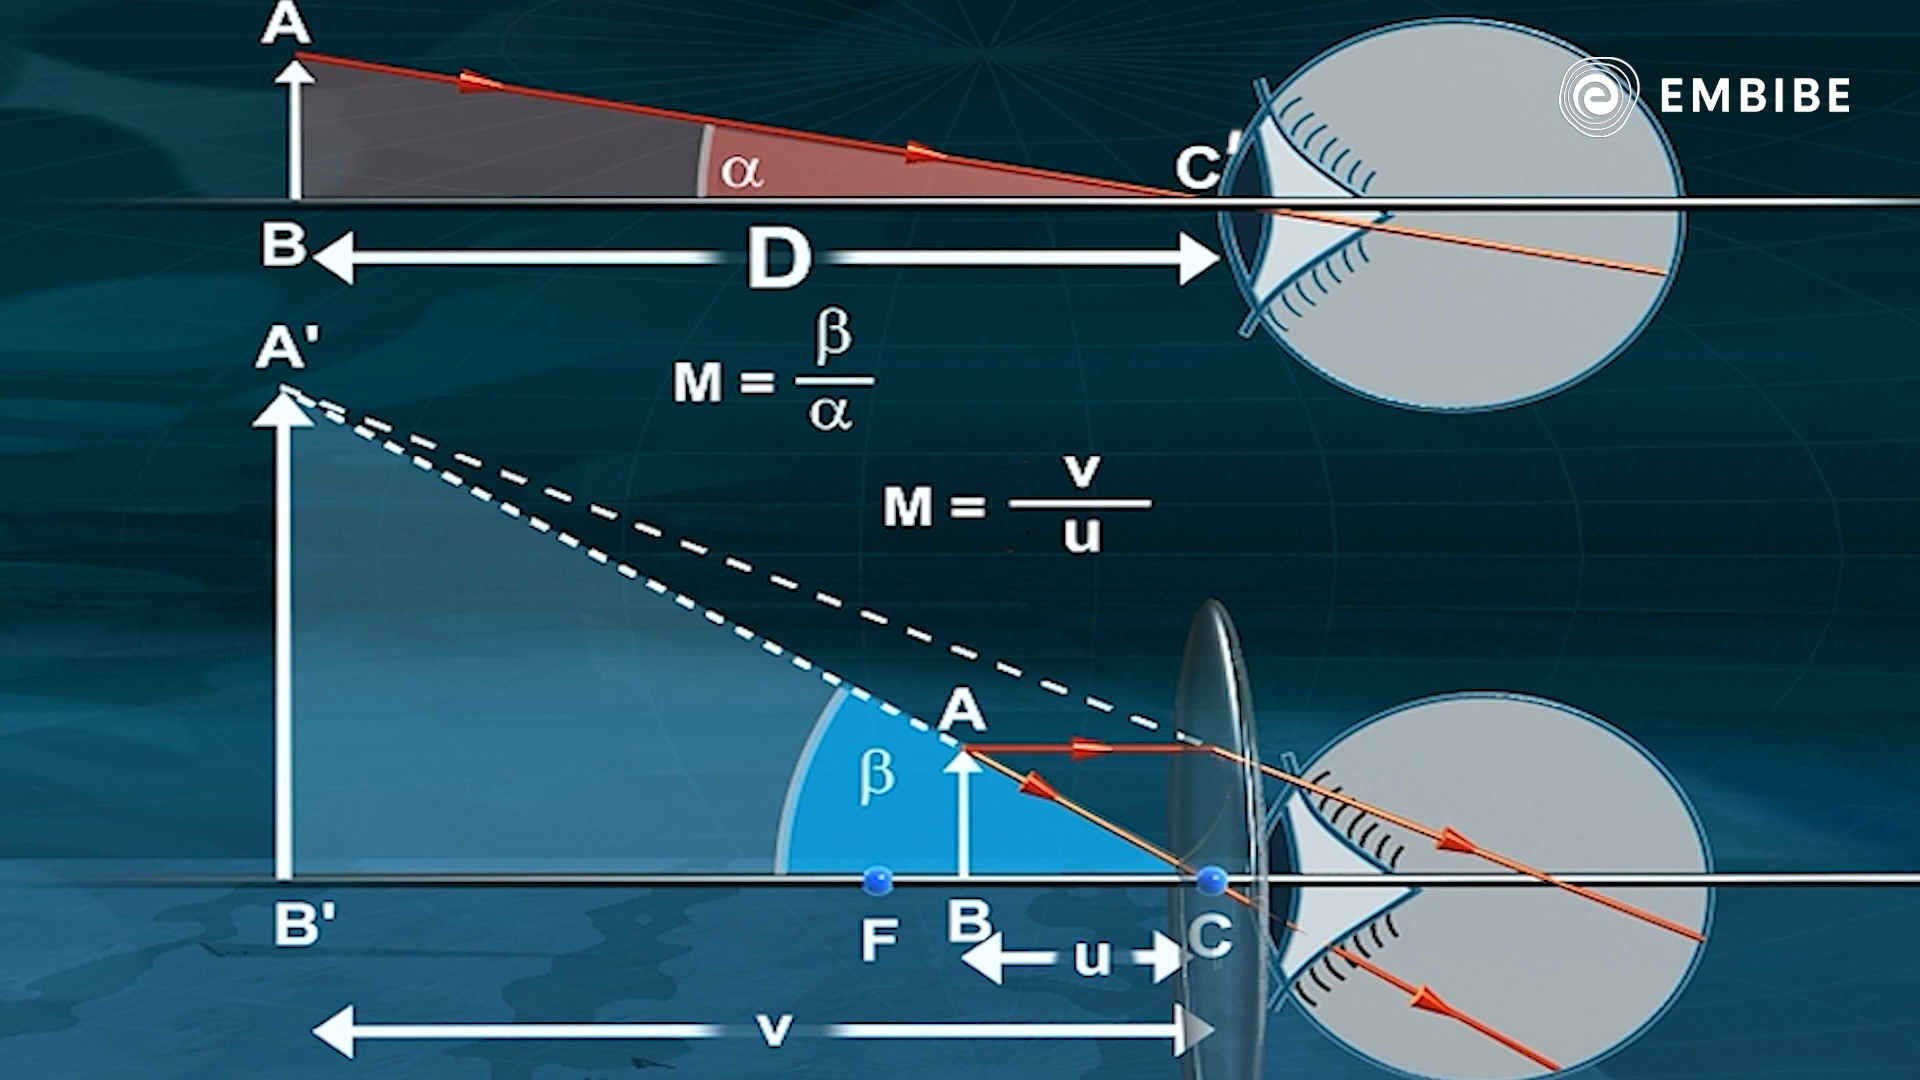 A
EMBIBE
α
C'
B
D
A'
M = β/α
M = v/u
A
β
B'
F
B
u
C
v